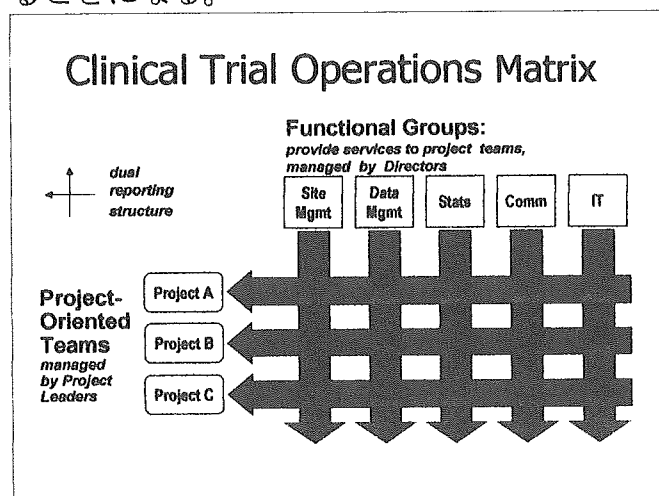 Clinical Trial Operations Matrix
Functional Groups:
provide services to project teams,
managed by Directors
dual
reporting
structure
Site
Mgmt
Data
Mgmt
Stats
Comm
IT
Project-
Oriented
Teams
managed
by Project
Leaders
Project A
Project B
Project C